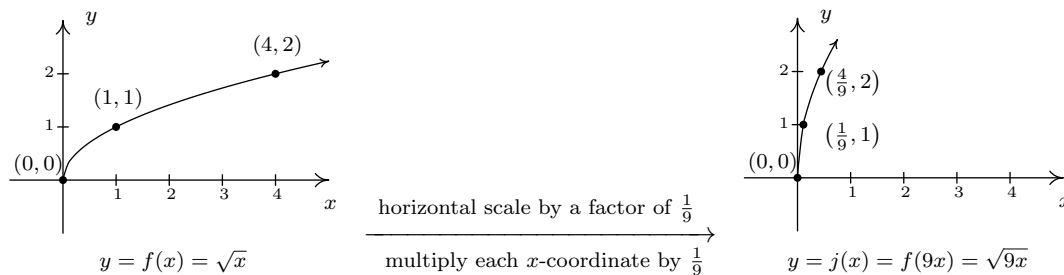 y
(4, 2)
2
(1, 1)
1
(0, 0)
1 2 3 4
x
y = f(x) = √x
horizontal scale by a factor of 1/9
multiply each x-coordinate by 1/9
y
2
(4/9, 2)
1
(1/9, 1)
(0, 0)
1 2 3 4
x
y = j(x) = f(9x) = √9x